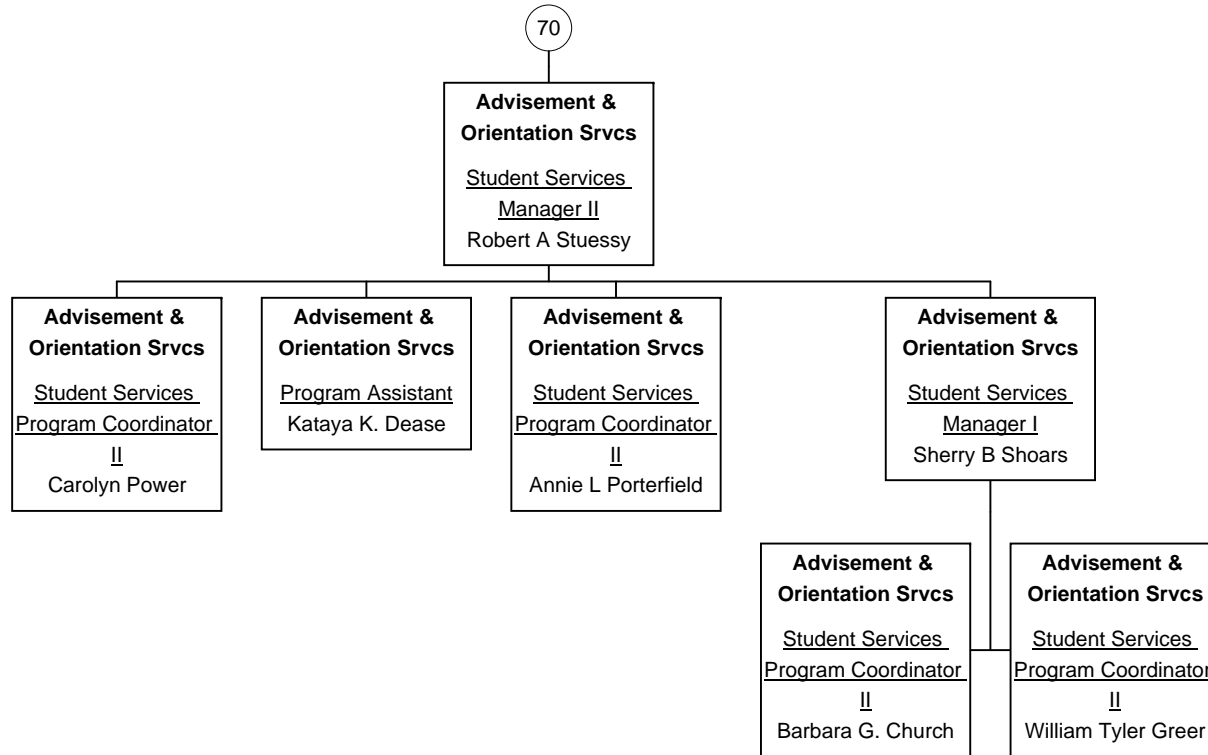 70
Advisement &
Orientation Srvcs
Student Services
Manager II
Robert A Stuessy
Advisement &
Orientation Srvcs
Student Services
Program Coordinator
II
Carolyn Power
Advisement &
Orientation Srvcs
Program Assistant
Kataya K. Dease
Advisement &
Orientation Srvcs
Student Services
Program Coordinator
II
Annie L Porterfield
Advisement &
Orientation Srvcs
Student Services
Manager I
Sherry B Shoars
Advisement &
Orientation Srvcs
Student Services
Program Coordinator
II
Barbara G. Church
Advisement &
Orientation Srvcs
Student Services
Program Coordinator
II
William Tyler Greer